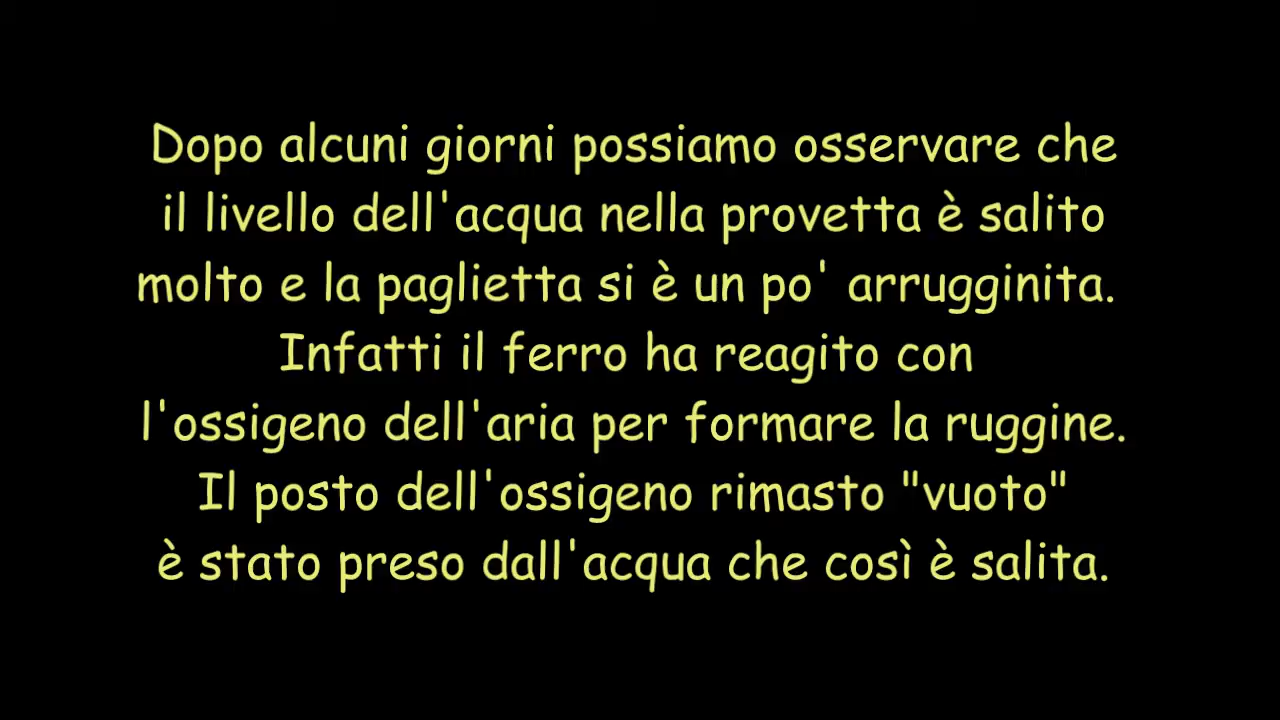 Dopo alcuni giorni possiamo osservare che
il livello dell'acqua nella provetta è salito
molto e la paglietta si è un po' arrugginita.
Infatti il ferro ha reagito con
l'ossigeno dell'aria per formare la ruggine.
Il posto dell'ossigeno rimasto "vuoto"
è stato preso dall'acqua che così è salita.